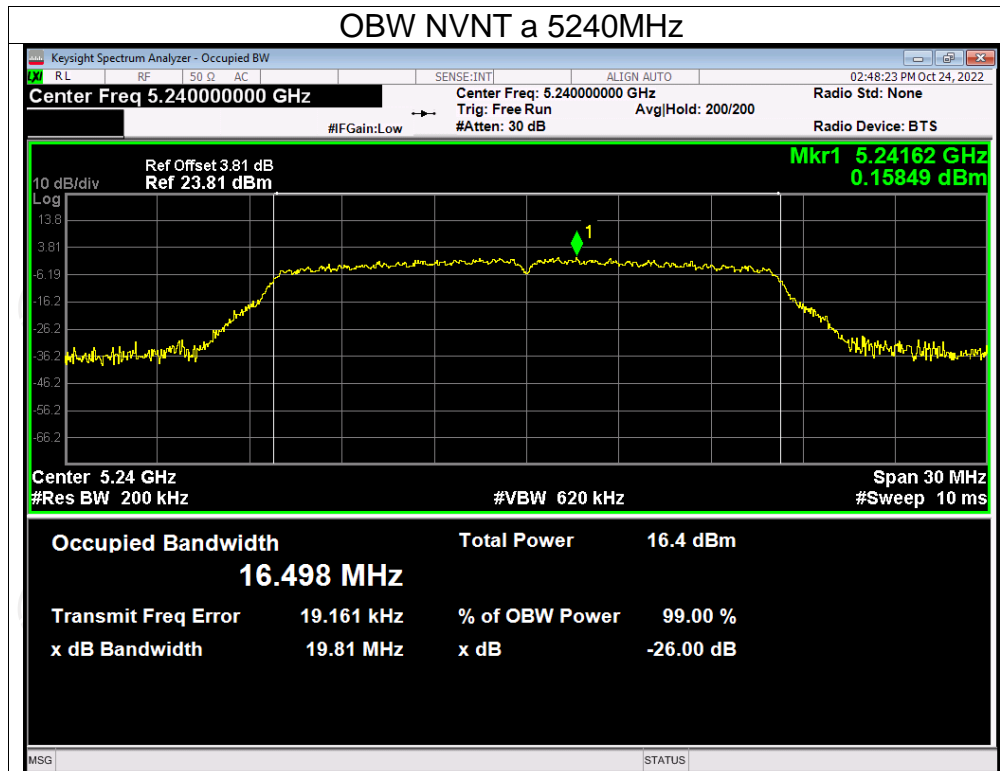 OBW NVNT a 5240MHz
Keysight Spectrum Analyzer - Occupied BW
LXI RL RF 50 Ω AC SENSE:INT ALIGN AUTO 02:48:23 PM Oct 24, 2022
Center Freq 5.240000000 GHz Center Freq: 5.240000000 GHz Radio Std: None
Trig: Free Run Avg|Hold: 200/200
#IFGain:Low #Atten: 30 dB Radio Device: BTS
Ref Offset 3.81 dB Mkr1 5.24162 GHz
10 dB/div Ref 23.81 dBm 0.15849 dBm
Log
13.8
1
3.81
-6.19
-16.2
-26.2
-36.2
-46.2
-56.2
-66.2
Center 5.24 GHz Span 30 MHz
#Res BW 200 kHz #VBW 620 kHz #Sweep 10 ms
Occupied Bandwidth Total Power 16.4 dBm
16.498 MHz
Transmit Freq Error 19.161 kHz % of OBW Power 99.00 %
x dB Bandwidth 19.81 MHz x dB -26.00 dB
MSG STATUS